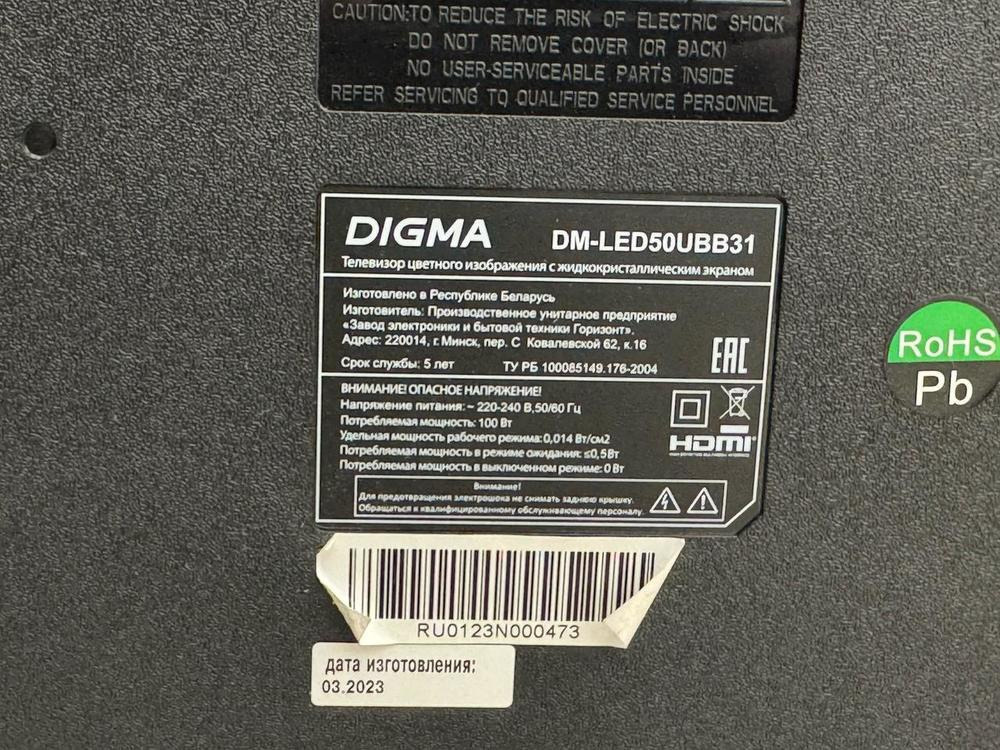 CAUTION:TO REDUCE THE RISK OF ELECTRIC SHOCK
DO NOT REMOVE COVER (OR BACK)
NO USER-SERVICEABLE PARTS INSIDE
REFER SERVICING TO QUALIFIED SERVICE PERSONNEL
DIGMA DM-LED50UBB31
Телевизор цветного изображения с жидкокристаллическим экраном
Изготовлено в Республике Беларусь
Изготовитель: Производственное унитарное предприятие
«Завод электроники и бытовой техники Горизонт».
Адрес: 220014, г.Минск, пер. С Ковалевской 62, к.16
Срок службы: 5 лет ТУ РБ 100085149.176-2004
EAC
ВНИМАНИЕ! ОПАСНОЕ НАПРЯЖЕНИЕ!
Напряжение питания: ~ 220-240 В,50/60 Гц
Потребляемая мощность: 100 Вт
Удельная мощность рабочего режима: 0,014 Вт/см2
Потребляемая мощность в режиме ожидания: ≤0,5Вт
Потребляемая мощность в выключенном режиме: 0 Вт
HDMI
Внимание!
Для предотвращения электрошока не снимать заднюю крышку.
Обращаться к квалифицированному обслуживающему персоналу.
RoHS
Pb
RU0123N000473
дата изготовления:
03.2023